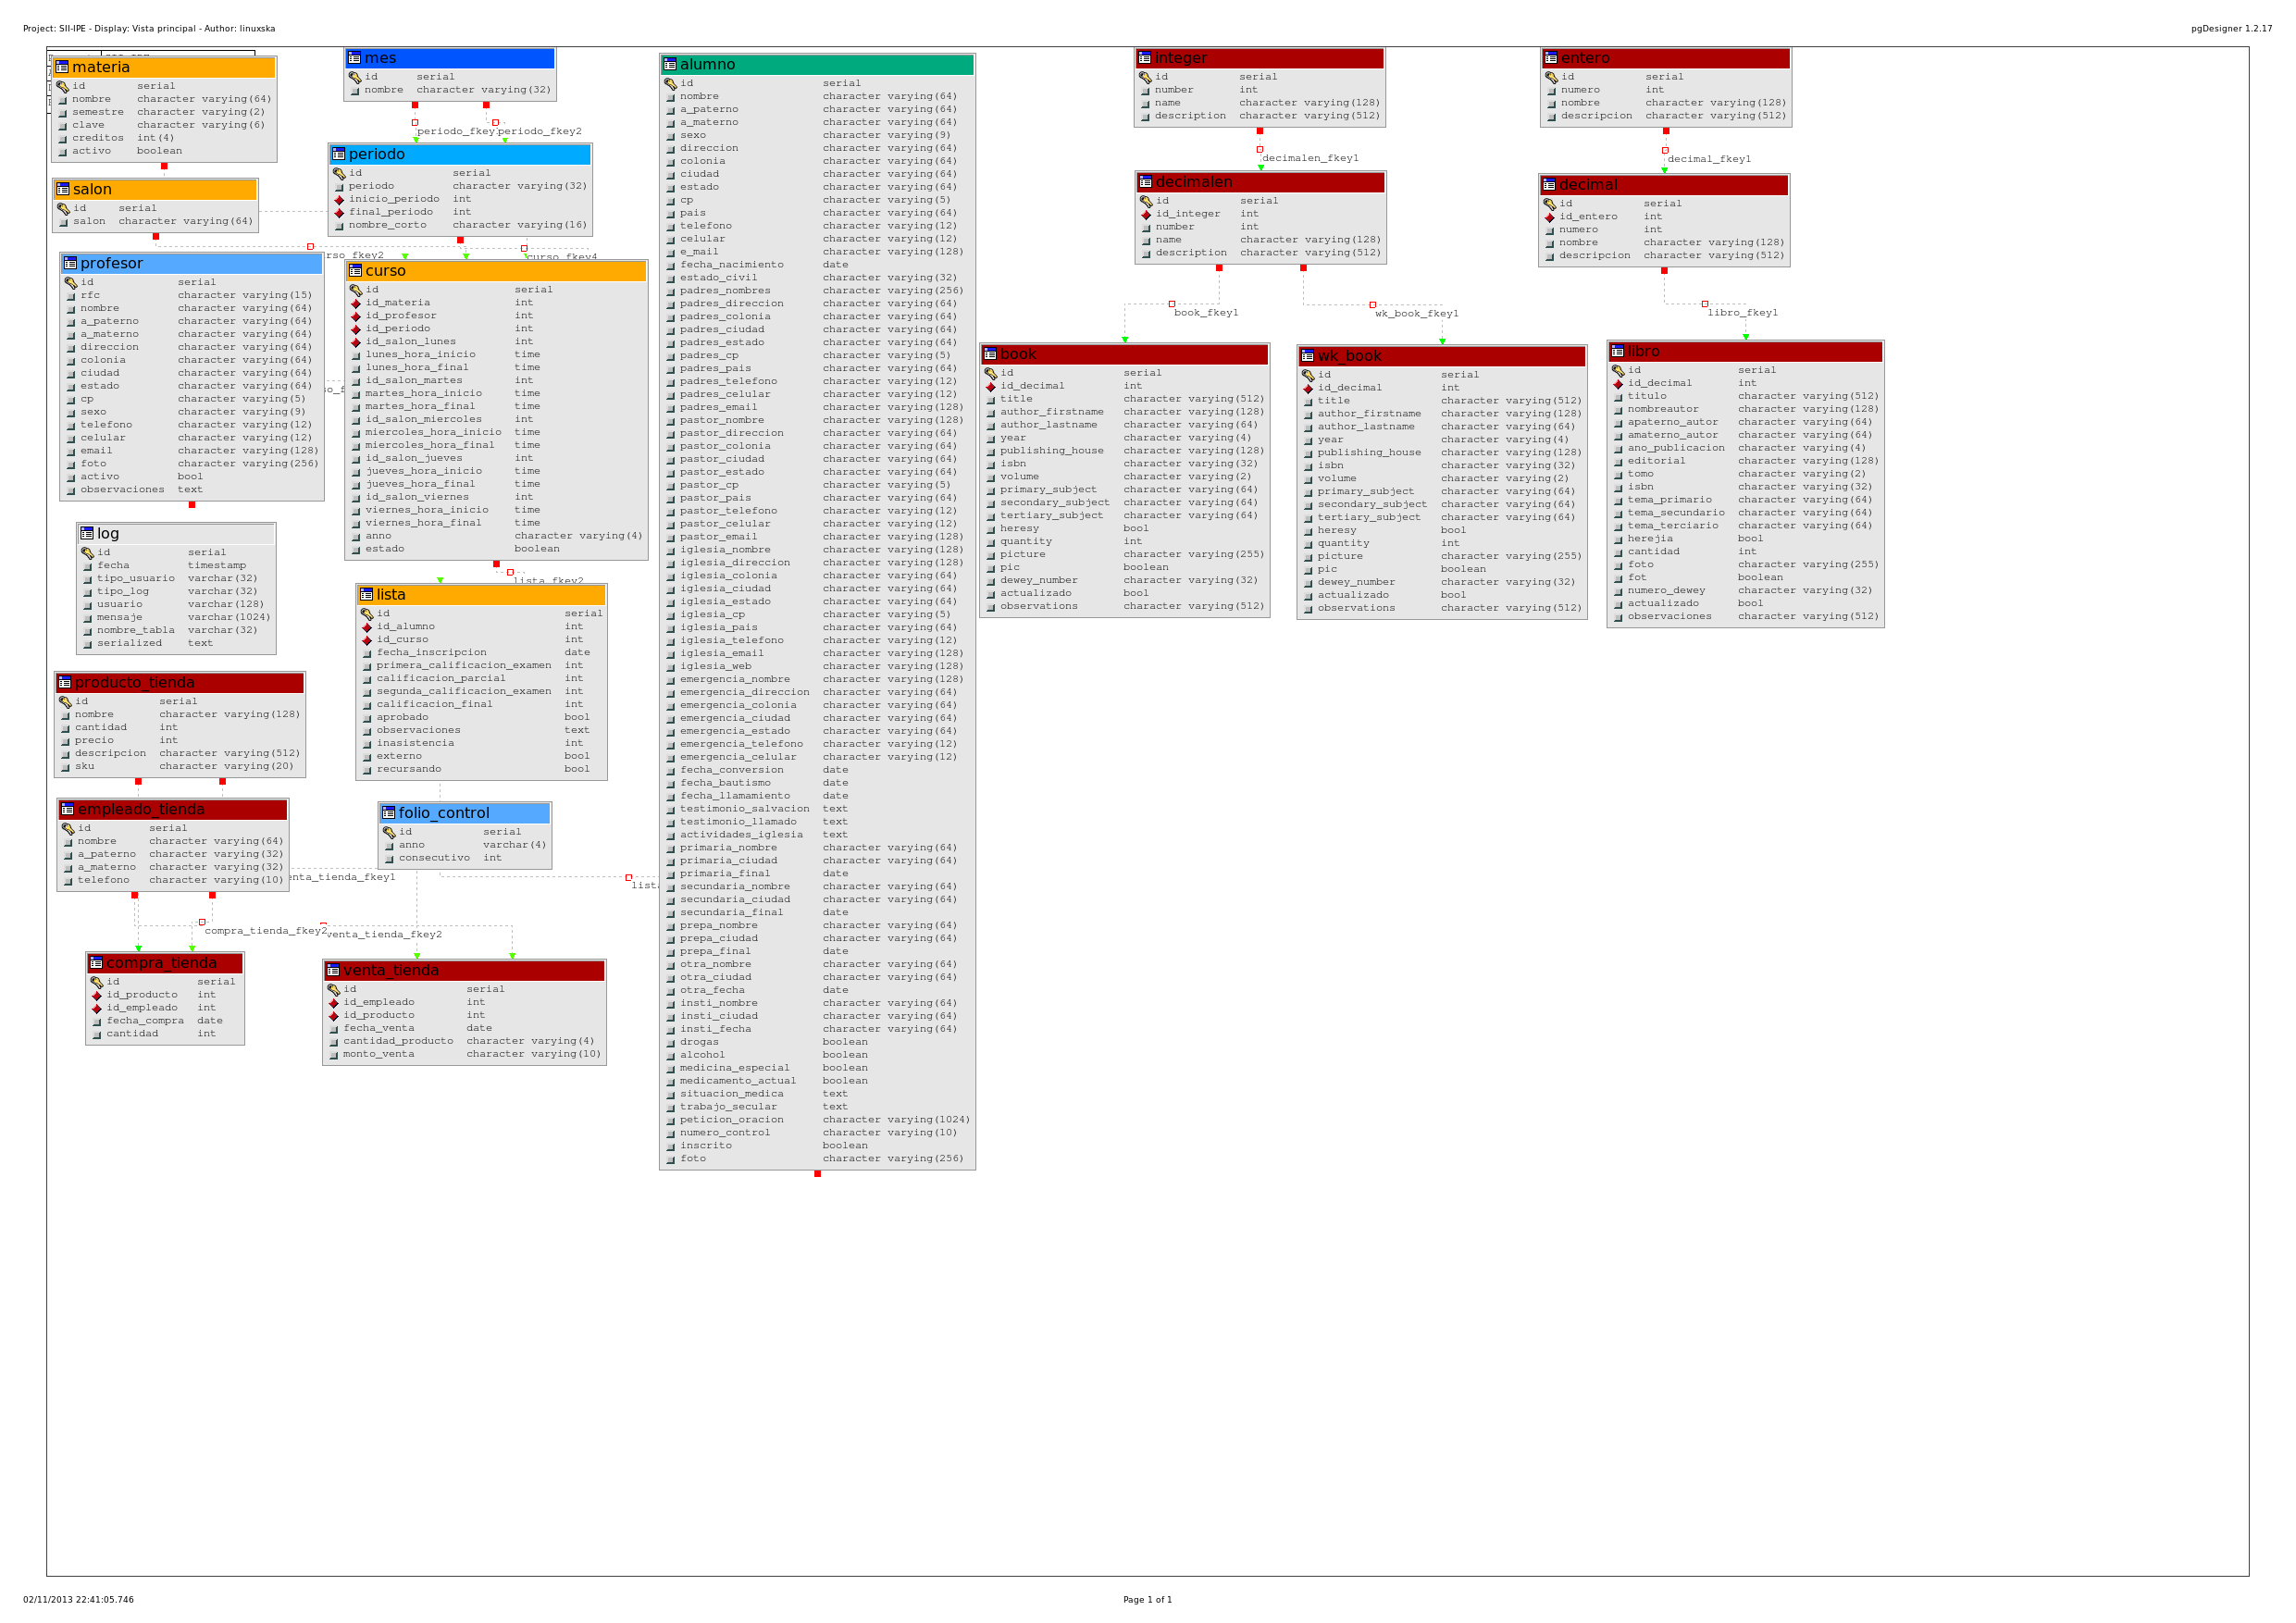 Project: SII-IPE - Display: Vista principal - Author: linuxska
pgDesigner 1.2.17
materia
id serial
nombre character varying(64)
semestre character varying(2)
clave character varying(6)
creditos int(4)
activo boolean
mes
id serial
nombre character varying(32)
periodo_fkey
periodo_fkey2
salon
id serial
salon character varying(64)
periodo
id serial
periodo character varying(32)
inicio_periodo int
final_periodo int
nombre_corto character varying(16)
rso_fkey2
curso_fkey4
profesor
id serial
rfc character varying(15)
nombre character varying(64)
a_paterno character varying(64)
a_materno character varying(64)
direccion character varying(64)
colonia character varying(64)
ciudad character varying(64)
estado character varying(64)
cp character varying(5)
sexo character varying(9)
telefono character varying(12)
celular character varying(12)
email character varying(128)
foto character varying(256)
activo bool
observaciones text
curso
id serial
id_materia int
id_profesor int
id_periodo int
id_salon_lunes int
lunes_hora_inicio time
lunes_hora_final time
id_salon_martes int
martes_hora_inicio time
martes_hora_final time
id_salon_miercoles int
miercoles_hora_inicio time
miercoles_hora_final time
id_salon_jueves int
jueves_hora_inicio time
jueves_hora_final time
id_salon_viernes int
viernes_hora_inicio time
viernes_hora_final time
anno character varying(4)
estado boolean
lista_fkey2
log
id serial
fecha timestamp
tipo_usuario varchar(32)
tipo_log varchar(32)
usuario varchar(128)
mensaje varchar(1024)
nombre_tabla varchar(32)
serialized text
lista
id serial
id_alumno int
id_curso int
fecha_inscripcion date
primera_calificacion_examen int
calificacion_parcial int
segunda_calificacion_examen int
calificacion_final int
aprobado bool
observaciones text
inasistencia int
externo bool
recursando bool
producto_tienda
id serial
nombre character varying(128)
cantidad int
precio int
descripcion character varying(512)
sku character varying(20)
empleado_tienda
id serial
nombre character varying(64)
a_paterno character varying(32)
a_materno character varying(32)
telefono character varying(10)
folio_control
id serial
anno varchar(4)
consecutivo int
enta_tienda_fkey1
list
compra_tienda_fkey2
venta_tienda_fkey2
compra_tienda
id serial
id_producto int
id_empleado int
fecha_compra date
cantidad int
venta_tienda
id serial
id_empleado int
id_producto int
fecha_venta date
cantidad_producto character varying(4)
monto_venta character varying(10)
alumno
id serial
nombre character varying(64)
a_paterno character varying(64)
a_materno character varying(64)
sexo character varying(9)
direccion character varying(64)
colonia character varying(64)
ciudad character varying(64)
estado character varying(64)
cp character varying(5)
pais character varying(64)
telefono character varying(12)
celular character varying(12)
e_mail character varying(128)
fecha_nacimiento date
estado_civil character varying(32)
padres_nombres character varying(256)
padres_direccion character varying(64)
padres_colonia character varying(64)
padres_ciudad character varying(64)
padres_estado character varying(64)
padres_cp character varying(5)
padres_pais character varying(64)
padres_telefono character varying(12)
padres_celular character varying(12)
padres_email character varying(128)
pastor_nombre character varying(128)
pastor_direccion character varying(64)
pastor_colonia character varying(64)
pastor_ciudad character varying(64)
pastor_estado character varying(64)
pastor_cp character varying(5)
pastor_pais character varying(64)
pastor_telefono character varying(12)
pastor_celular character varying(12)
pastor_email character varying(128)
iglesia_nombre character varying(128)
iglesia_direccion character varying(128)
iglesia_colonia character varying(64)
iglesia_ciudad character varying(64)
iglesia_estado character varying(64)
iglesia_cp character varying(5)
iglesia_pais character varying(64)
iglesia_telefono character varying(12)
iglesia_email character varying(128)
iglesia_web character varying(128)
emergencia_nombre character varying(128)
emergencia_direccion character varying(64)
emergencia_colonia character varying(64)
emergencia_ciudad character varying(64)
emergencia_estado character varying(64)
emergencia_telefono character varying(12)
emergencia_celular character varying(12)
fecha_conversion date
fecha_bautismo date
fecha_llamamiento date
testimonio_salvacion text
testimonio_llamado text
actividades_iglesia text
primaria_nombre character varying(64)
primaria_ciudad character varying(64)
primaria_final date
secundaria_nombre character varying(64)
secundaria_ciudad character varying(64)
secundaria_final date
prepa_nombre character varying(64)
prepa_ciudad character varying(64)
prepa_final date
otra_nombre character varying(64)
otra_ciudad character varying(64)
otra_fecha date
insti_nombre character varying(64)
insti_ciudad character varying(64)
insti_fecha character varying(64)
drogas boolean
alcohol boolean
medicina_especial boolean
medicamento_actual boolean
situacion_medica text
trabajo_secular text
peticion_oracion character varying(1024)
numero_control character varying(10)
inscrito boolean
foto character varying(256)
integer
id serial
number int
name character varying(128)
description character varying(512)
decimalen_fkey1
decimalen
id serial
id_integer int
number int
name character varying(128)
description character varying(512)
book_fkey1
wk_book_fkey1
book
id serial
id_decimal int
title character varying(512)
author_firstname character varying(128)
author_lastname character varying(64)
year character varying(4)
publishing_house character varying(128)
isbn character varying(32)
volume character varying(2)
primary_subject character varying(64)
secondary_subject character varying(64)
tertiary_subject character varying(64)
heresy bool
quantity int
picture character varying(255)
pic boolean
dewey_number character varying(32)
actualizado bool
observations character varying(512)
wk_book
id serial
id_decimal int
title character varying(512)
author_firstname character varying(128)
author_lastname character varying(64)
year character varying(4)
publishing_house character varying(128)
isbn character varying(32)
volume character varying(2)
primary_subject character varying(64)
secondary_subject character varying(64)
tertiary_subject character varying(64)
heresy bool
quantity int
picture character varying(255)
pic boolean
dewey_number character varying(32)
actualizado bool
observations character varying(512)
entero
id serial
numero int
nombre character varying(128)
descripcion character varying(512)
decimal_fkey1
decimal
id serial
id_entero int
numero int
nombre character varying(128)
descripcion character varying(512)
libro_fkey1
libro
id serial
id_decimal int
titulo character varying(512)
nombreautor character varying(128)
apaterno_autor character varying(64)
amaterno_autor character varying(64)
ano_publicacion character varying(4)
editorial character varying(128)
tomo character varying(2)
isbn character varying(32)
tema_primario character varying(64)
tema_secundario character varying(64)
tema_terciario character varying(64)
herejia bool
cantidad int
foto character varying(255)
fot boolean
numero_dewey character varying(32)
actualizado bool
observaciones character varying(512)
02/11/2013 22:41:05.746
Page 1 of 1